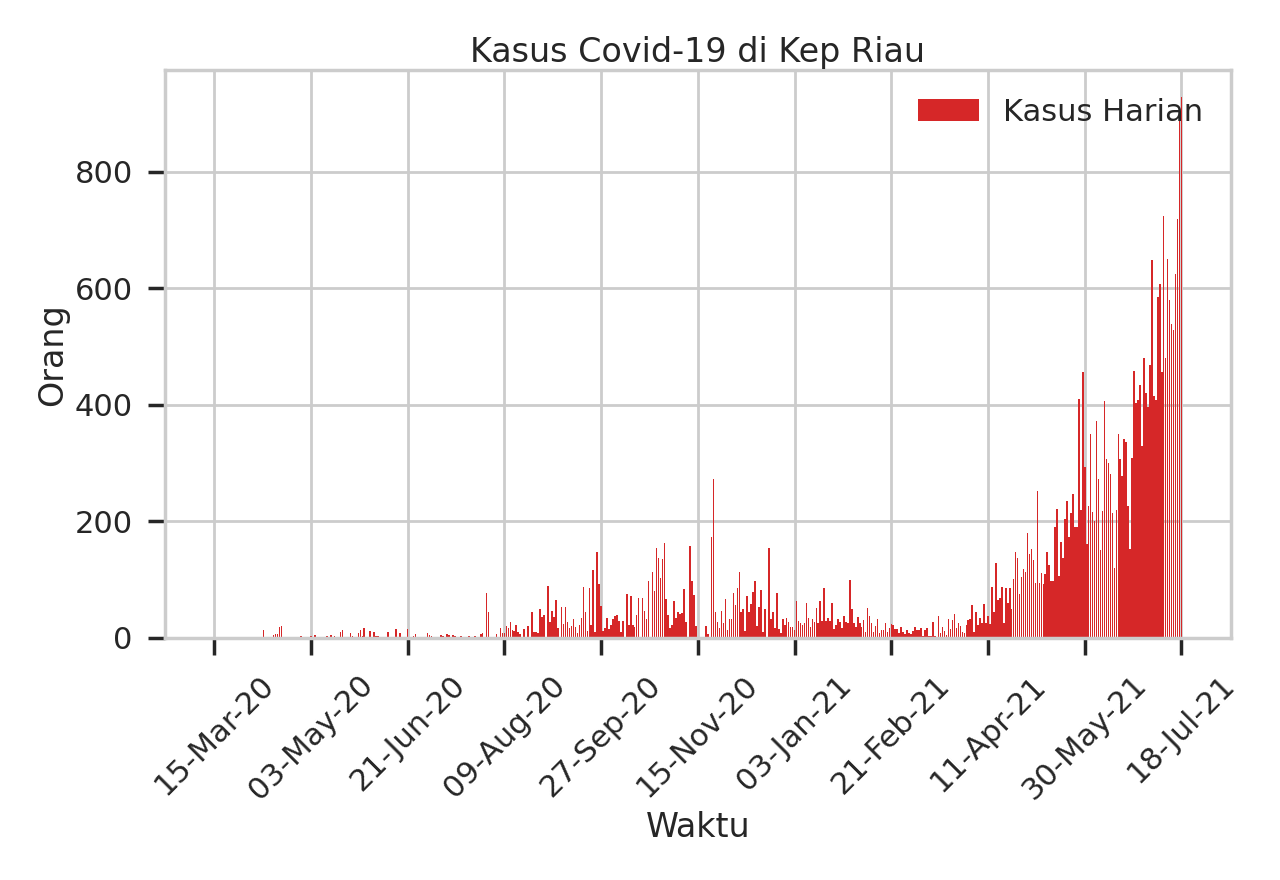 Kasus Covid-19 di Kep Riau
Kasus Harian
Orang
800
600
400
200
0
15-Mar-20
03-May-20
21-Jun-20
09-Aug-20
27-Sep-20
15-Nov-20
03-Jan-21
21-Feb-21
11-Apr-21
30-May-21
18-Jul-21
Waktu